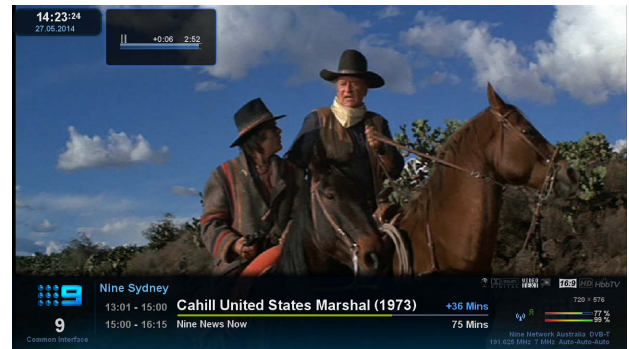 14:23:24
27.05.2014
+0:06 2:52
Nine Sydney
13:01 - 15:00 Cahill United States Marshal (1973) +36 Mins
15:00 - 16:15 Nine News Now 75 Mins
9
9
Common Interface
16:9 HD HbbTV
720 × 576
R
77 %
99 %
Nine Network Australia DVB-T
191.625 MHz 7 MHz Auto-Auto-Auto